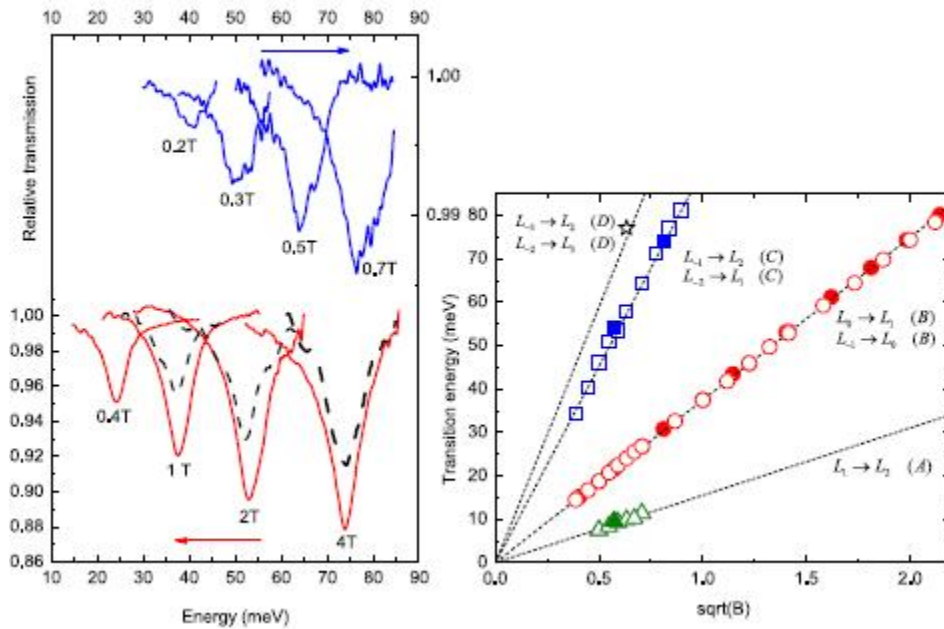 10 20 30 40 50 60 70 80 90
Relative transmission
1.00
0.99
0.2T
0.3T
0.5T
0.7T
1.00
0.98
0.96
0.94
0.92
0.90
0.88
0.86
0.4T
1 T
2T
4T
10 20 30 40 50 60 70 80 90
Energy (meV)
Transition energy (meV)
80
70
60
50
40
30
20
10
0
(D)
(D)
L₋₁→L₂ (C)
L₋₂→L₁ (C)
L₀→L₁ (B)
L₋₁→L₀ (B)
L₁→L₂ (A)
0.0 0.5 1.0 1.5 2.0
sqrt(B)